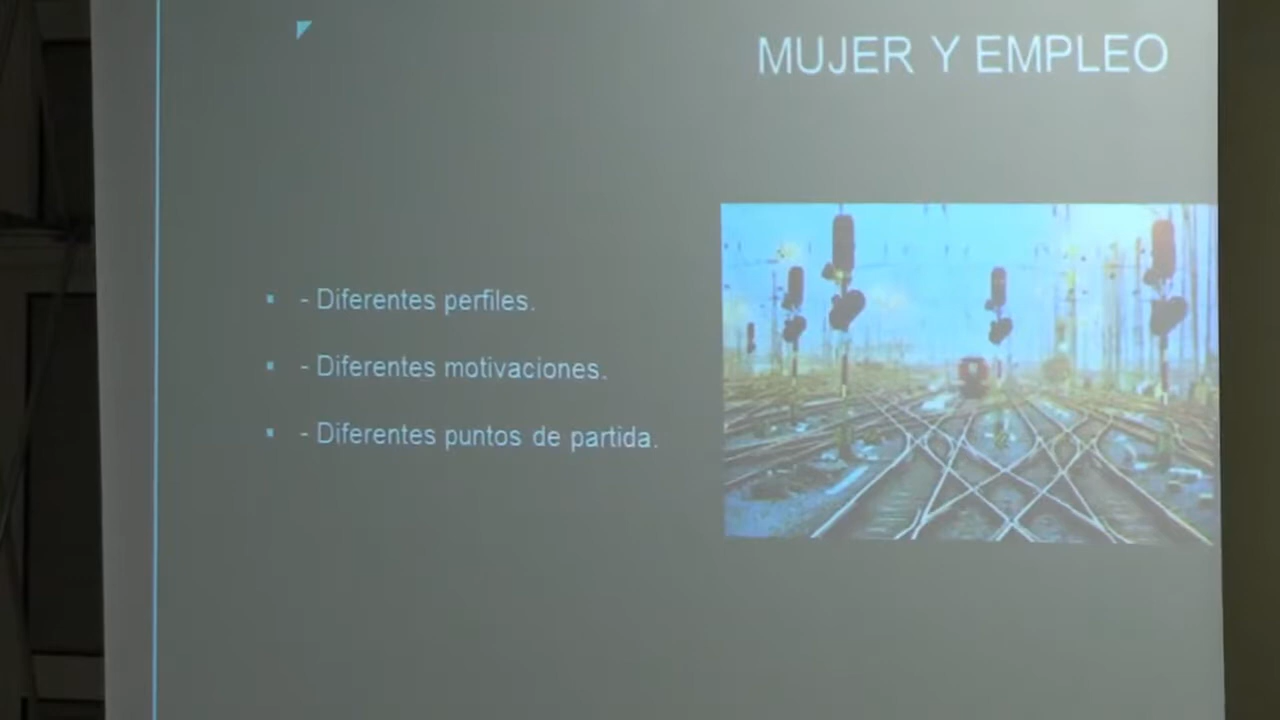 MUJER Y EMPLEO
- Diferentes perfiles.
- Diferentes motivaciones.
- Diferentes puntos de partida.